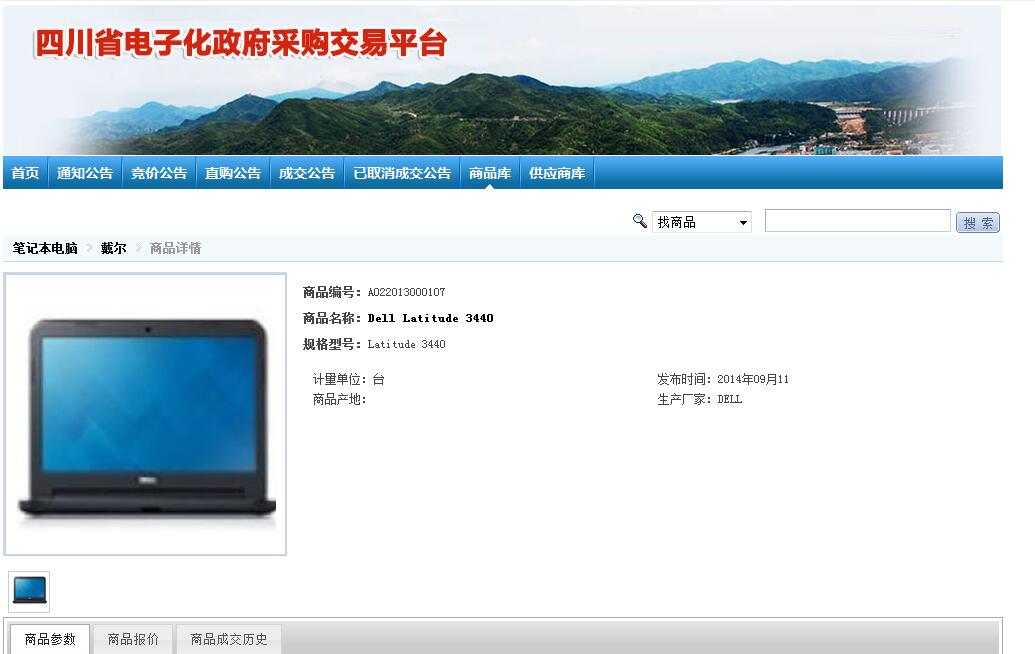 四川省电子化政府采购交易平台
首页 通知公告 竞价公告 直购公告 成交公告 已取消成交公告 商品库 供应商库
找商品 搜 索
笔记本电脑 > 戴尔 > 商品详情
商品编号：A022013000107
商品名称：Dell Latitude 3440
规格型号：Latitude 3440
计量单位：台 发布时间：2014年09月11
商品产地： 生产厂家：DELL
DELL
商品参数 商品报价 商品成交历史